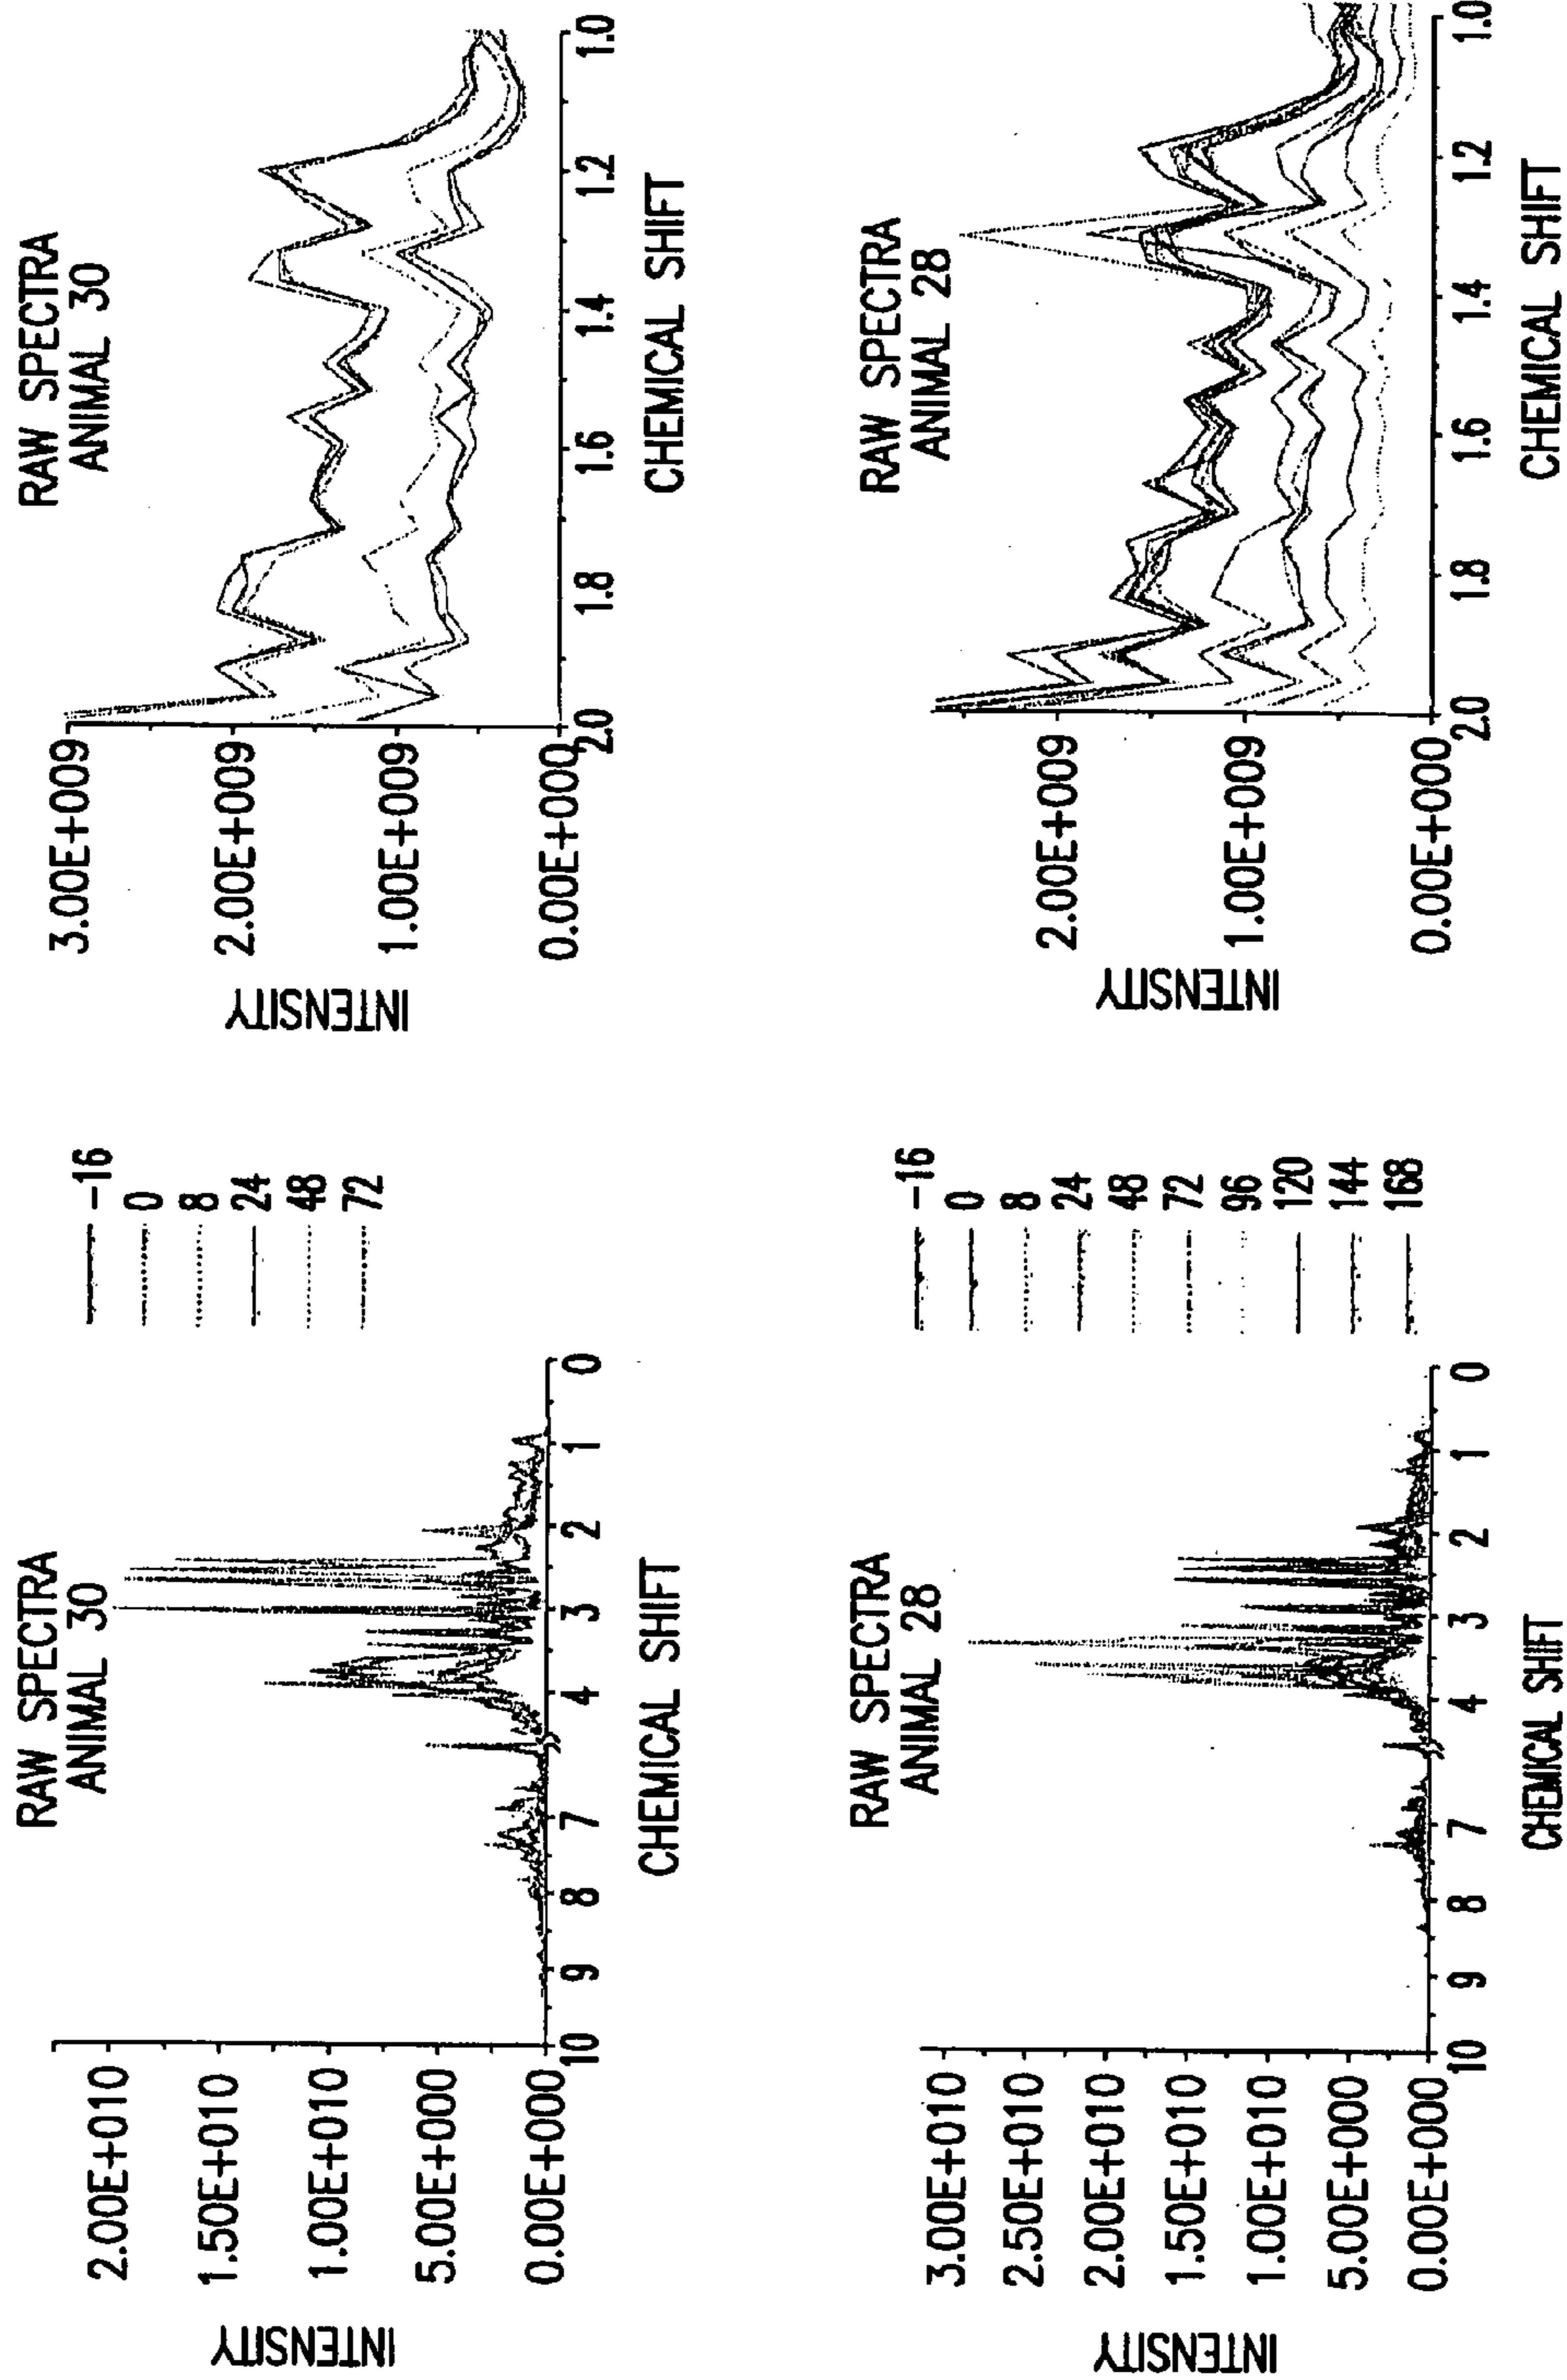 RAW SPECTRA
ANIMAL 30
INTENSITY
2.00E+010
1.50E+010
1.00E+010
5.00E+000
0.00E+000
10 9 8 7 4 3 2 1 0
CHEMICAL SHIFT
-16
0
8
24
48
72
RAW SPECTRA
ANIMAL 30
INTENSITY
3.00E+009
2.00E+009
1.00E+009
0.00E+000
2.0 1.8 1.6 1.4 1.2 1.0
CHEMICAL SHIFT
RAW SPECTRA
ANIMAL 28
INTENSITY
3.00E+010
2.50E+010
2.00E+010
1.50E+010
1.00E+010
5.00E+000
0.00E+000
10 9 8 7 4 3 2 1 0
CHEMICAL SHIFT
-16
0
8
24
48
72
96
120
144
168
RAW SPECTRA
ANIMAL 28
INTENSITY
2.00E+009
1.00E+009
0.00E+000
2.0 1.8 1.6 1.4 1.2 1.0
CHEMICAL SHIFT